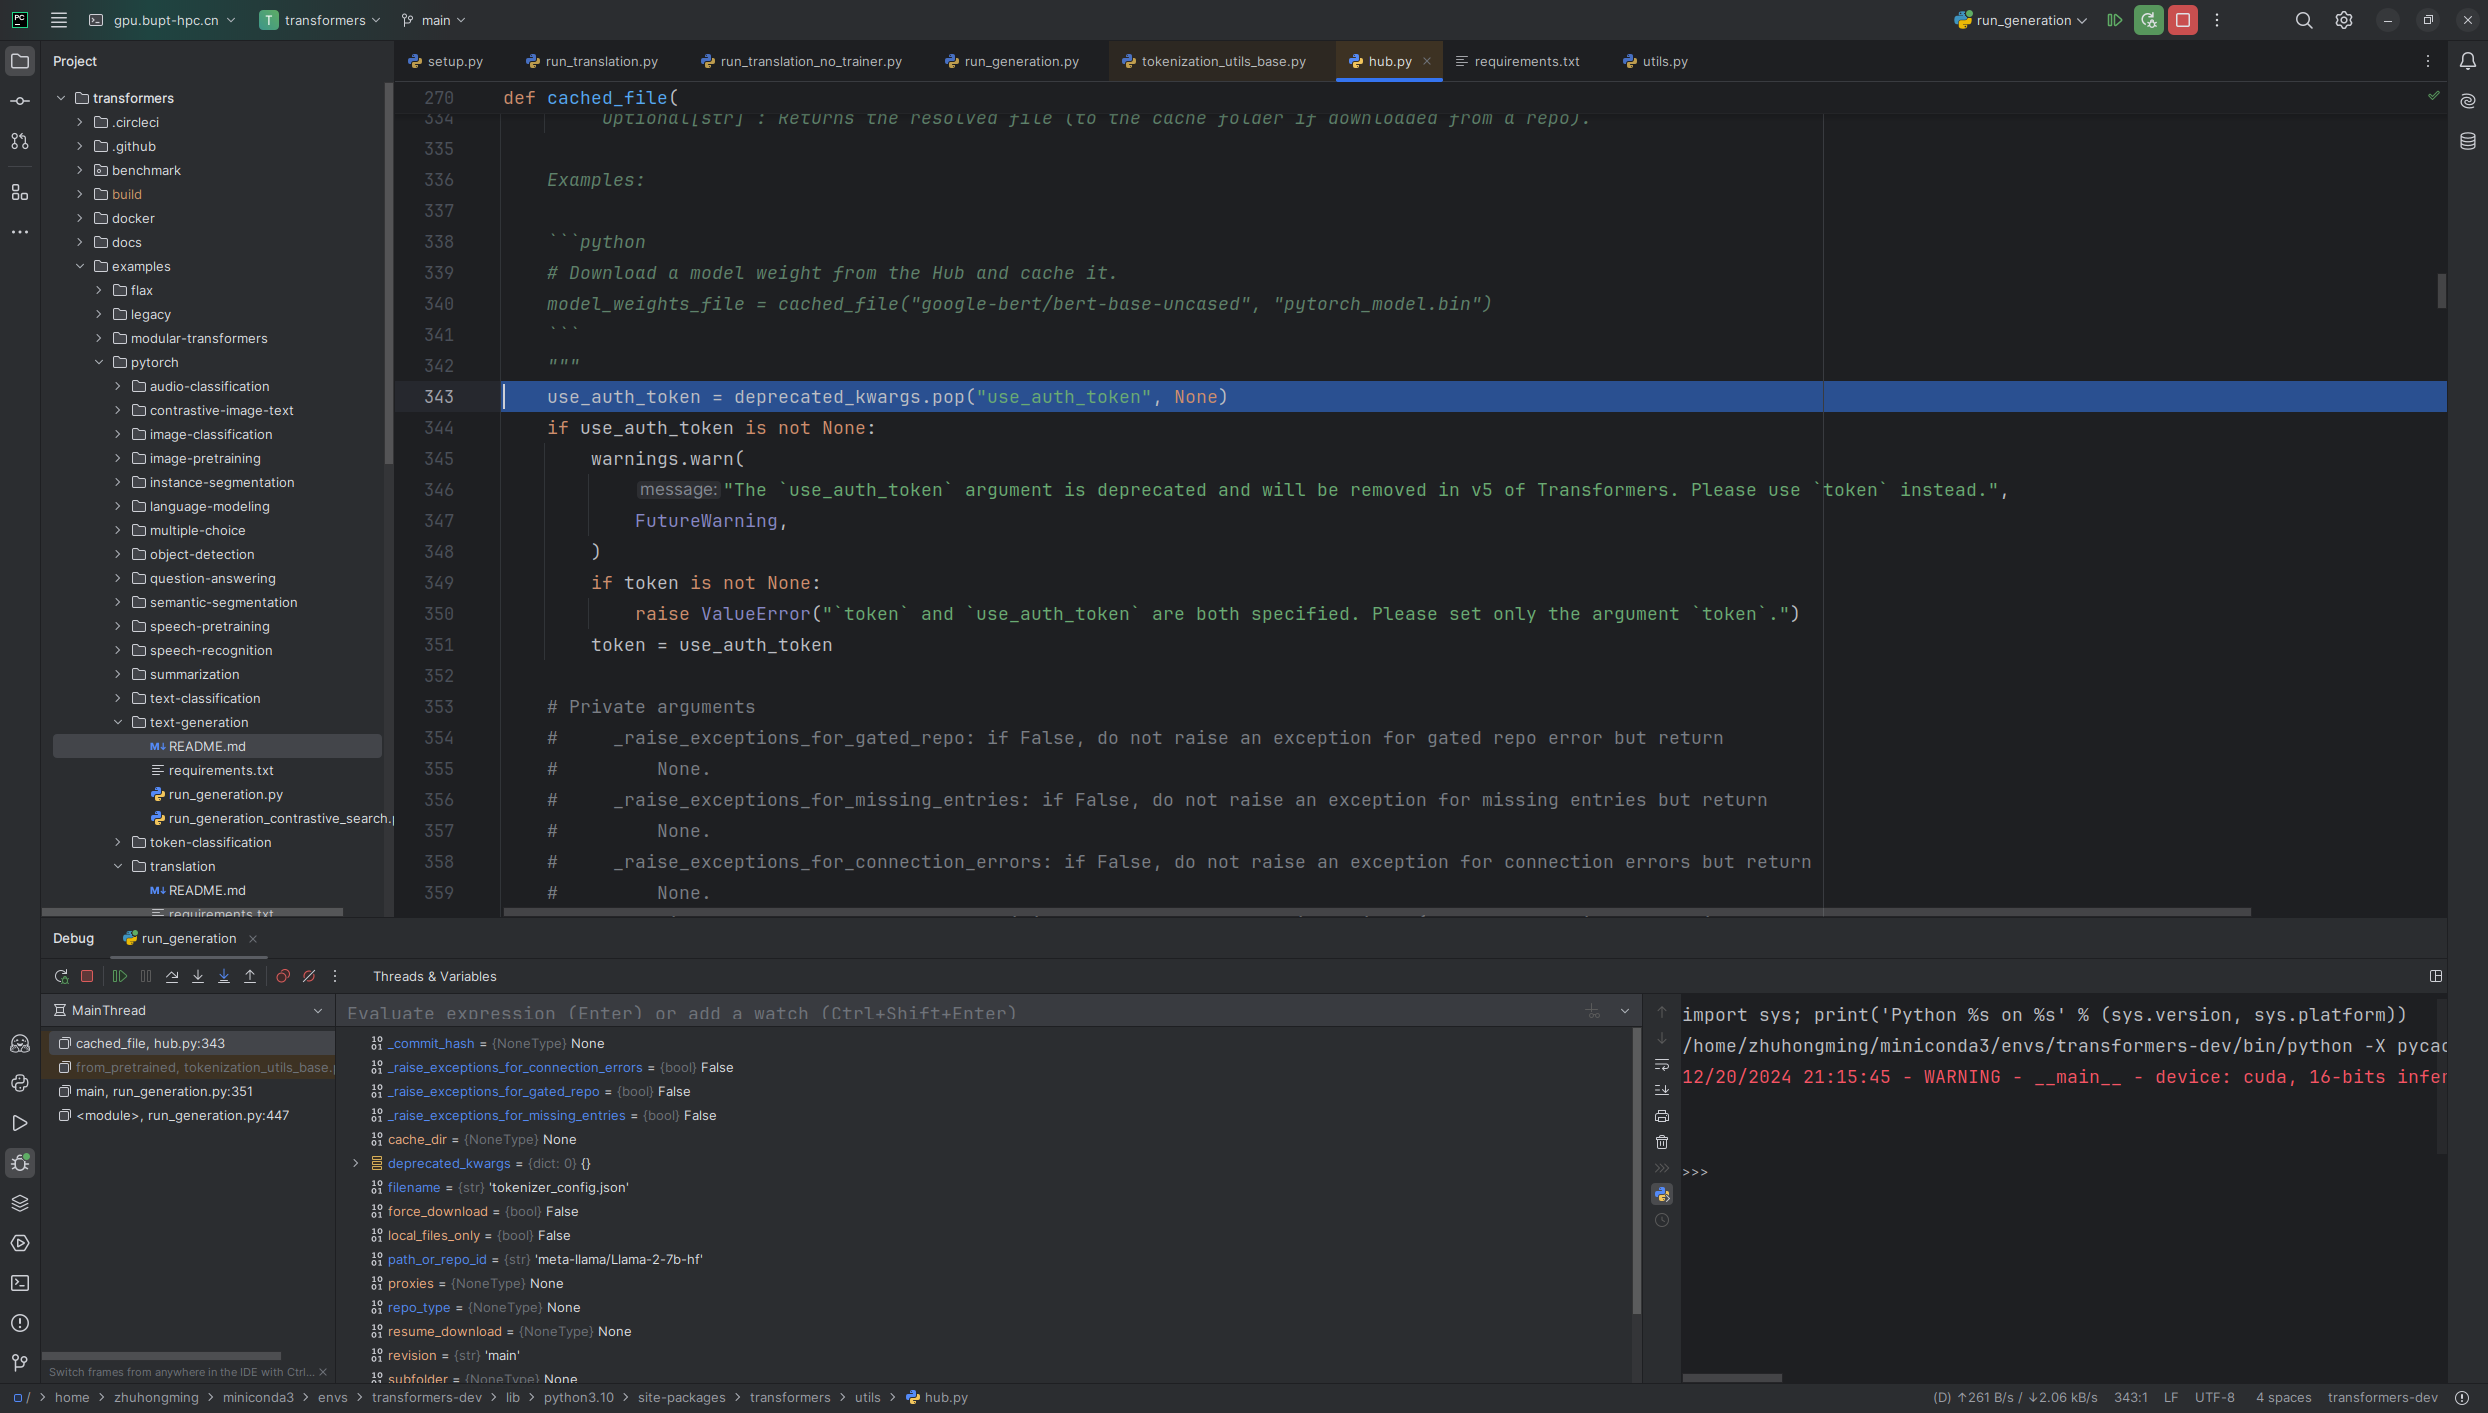 gpu.bupt-hpc.cn
T transformers
main
run_generation
Project
setup.py
run_translation.py
run_translation_no_trainer.py
run_generation.py
tokenization_utils_base.py
hub.py
requirements.txt
utils.py
transformers
.circleci
.github
benchmark
build
docker
docs
examples
flax
legacy
modular-transformers
pytorch
audio-classification
contrastive-image-text
image-classification
image-pretraining
instance-segmentation
language-modeling
multiple-choice
object-detection
question-answering
semantic-segmentation
speech-pretraining
speech-recognition
summarization
text-classification
text-generation
README.md
requirements.txt
run_generation.py
run_generation_contrastive_search.p
token-classification
translation
README.md
requirements.txt
270 def cached_file(
334 `Optional[str]`: Returns the resolved file (to the cache folder if downloaded from a repo).
335
336 Examples:
337
338 ```python
339 # Download a model weight from the Hub and cache it.
340 model_weights_file = cached_file("google-bert/bert-base-uncased", "pytorch_model.bin")
341 ```
342 """
343 use_auth_token = deprecated_kwargs.pop("use_auth_token", None)
344 if use_auth_token is not None:
345 warnings.warn(
346 message: "The `use_auth_token` argument is deprecated and will be removed in v5 of Transformers. Please use `token` instead.",
347 FutureWarning,
348 )
349 if token is not None:
350 raise ValueError("`token` and `use_auth_token` are both specified. Please set only the argument `token`.")
351 token = use_auth_token
352
353 # Private arguments
354 # _raise_exceptions_for_gated_repo: if False, do not raise an exception for gated repo error but return
355 # None.
356 # _raise_exceptions_for_missing_entries: if False, do not raise an exception for missing entries but return
357 # None.
358 # _raise_exceptions_for_connection_errors: if False, do not raise an exception for connection errors but return
359 # None.
Debug
run_generation
Threads & Variables
MainThread
cached_file, hub.py:343
from_pretrained, tokenization_utils_base.p
main, run_generation.py:351
<module>, run_generation.py:447
Switch frames from anywhere in the IDE with Ctrl...
Evaluate expression (Enter) or add a watch (Ctrl+Shift+Enter)
_commit_hash = {NoneType} None
_raise_exceptions_for_connection_errors = {bool} False
_raise_exceptions_for_gated_repo = {bool} False
_raise_exceptions_for_missing_entries = {bool} False
cache_dir = {NoneType} None
deprecated_kwargs = {dict: 0} {}
filename = {str} 'tokenizer_config.json'
force_download = {bool} False
local_files_only = {bool} False
path_or_repo_id = {str} 'meta-llama/Llama-2-7b-hf'
proxies = {NoneType} None
repo_type = {NoneType} None
resume_download = {NoneType} None
revision = {str} 'main'
subfolder = {NoneType} None
import sys; print('Python %s on %s' % (sys.version, sys.platform))
/home/zhuhongming/miniconda3/envs/transformers-dev/bin/python -X pycac
12/20/2024 21:15:45 - WARNING - __main__ - device: cuda, 16-bits infer
>>>
/ > home > zhuhongming > miniconda3 > envs > transformers-dev > lib > python3.10 > site-packages > transformers > utils > hub.py
(D) ↑261 B/s / ↓2.06 kB/s 343:1 LF UTF-8 4 spaces transformers-dev